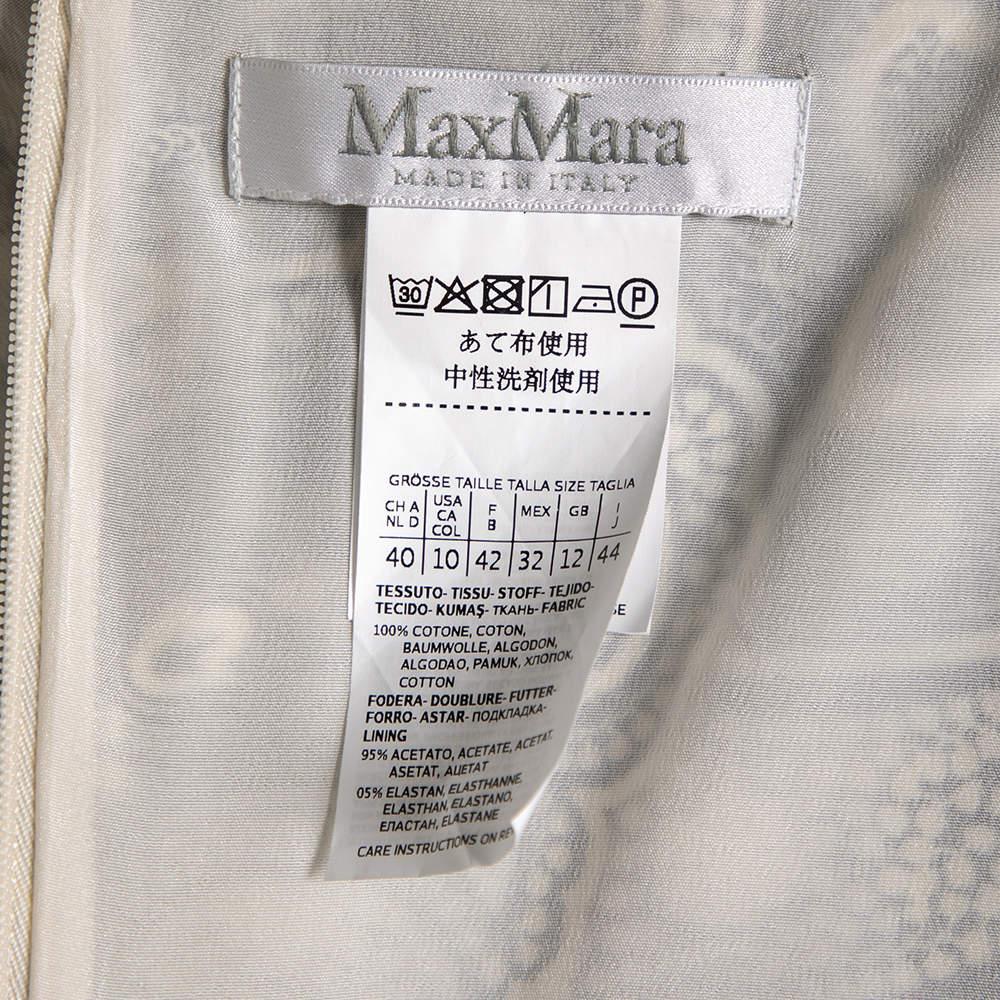 MaxMara
MADE IN ITALY
30 P
あて布使用
中性洗剤使用
GRÖSSE TAILLE TALLA SIZE TAGLIA
CH A NL D USA CA COL F B MEX GB I J
40 10 42 32 12 44
TESSUTO- TISSU- STOFF- TEJIDO-
TECIDO- KUMAŞ- ТКАНЬ- FABRIC
100% COTONE, COTON,
BAUMWOLLE, ALGODON,
ALGODAO, PAMUK, ХЛОПОК,
COTTON
FODERA- DOUBLURE- FUTTER-
FORRO- ASTAR- ПОДКЛАДКА-
LINING
95% ACETATO, ACETATE, ACETAT,
ASETAT, АЦЕТАТ
05% ELASTAN, ELASTHANNE,
ELASTHAN, ELASTANO,
ЕПАСТАН, ELASTANE
CARE INSTRUCTIONS ON